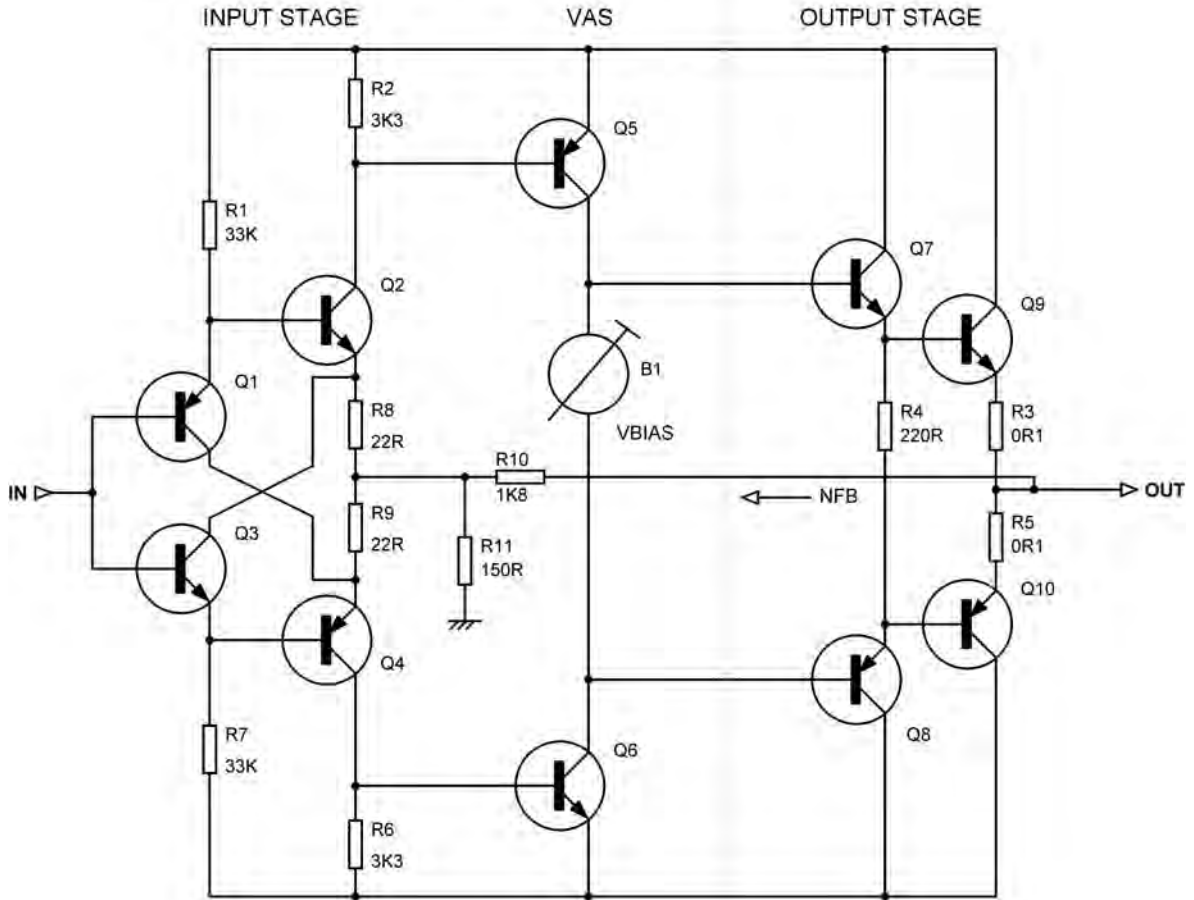 INPUT STAGE
VAS
OUTPUT STAGE
R2
3K3
Q5
R1
33K
Q7
Q2
Q9
B1
Q1
R8
22R
R4
220R
R3
0R1
VBIAS
R10
1K8
IN
NFB
OUT
Q3
R9
22R
R11
150R
R5
0R1
Q10
Q4
R7
33K
Q6
Q8
R6
3K3